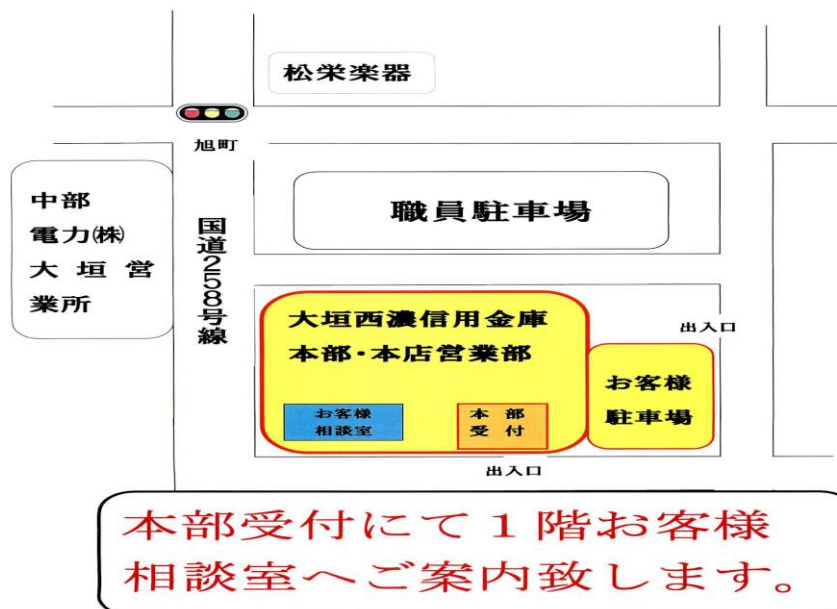 松栄楽器
旭町
中部
電力㈱
大垣営
業所
国道258号線
職員駐車場
大垣西濃信用金庫
本部・本店営業部
お客様
相談室
本部
受付
出入口
お客様
駐車場
出入口
本部受付にて１階お客様
相談室へご案内致します。